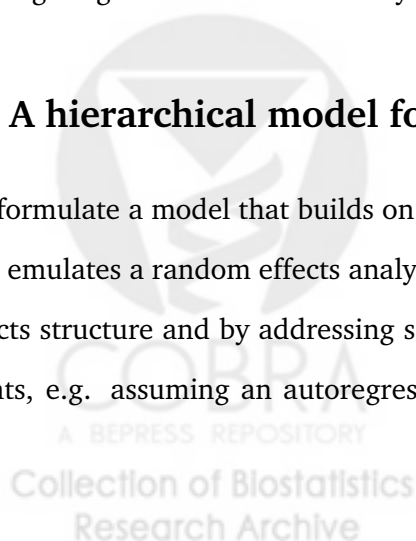 A hierarchical model fo
formulate a model that builds on
emulates a random effects analy
cts structure and by addressing s
nts, e.g. assuming an autoregres
COBRA
A BEPRESS REPOSITORY
Collection of Biostatistics
Research Archive